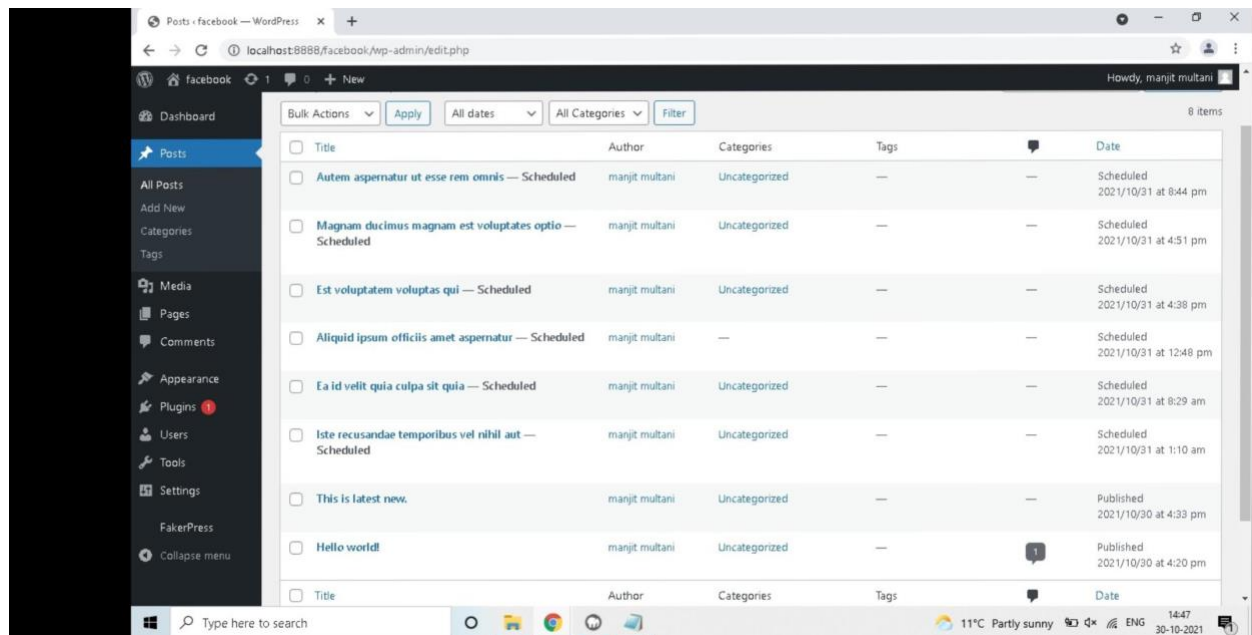 Posts ‹ facebook — WordPress
localhost:8888/facebook/wp-admin/edit.php
facebook 1 0 + New
Howdy, manjit multani
Dashboard
Posts
All Posts
Add New
Categories
Tags
Media
Pages
Comments
Appearance
Plugins 1
Users
Tools
Settings
FakerPress
Collapse menu
Bulk Actions Apply All dates All Categories Filter 8 items
Title Author Categories Tags Date
Autem aspernatur ut esse rem omnis — Scheduled manjit multani Uncategorized — — Scheduled
2021/10/31 at 8:44 pm
Magnam ducimus magnam est voluptates optio — manjit multani Uncategorized — — Scheduled
Scheduled 2021/10/31 at 4:51 pm
Est voluptatem voluptas qui — Scheduled manjit multani Uncategorized — — Scheduled
2021/10/31 at 4:38 pm
Aliquid ipsum officiis amet aspernatur — Scheduled manjit multani — — — Scheduled
2021/10/31 at 12:48 pm
Ea id velit quia culpa sit quia — Scheduled manjit multani Uncategorized — — Scheduled
2021/10/31 at 8:29 am
Iste recusandae temporibus vel nihil aut — manjit multani Uncategorized — — Scheduled
Scheduled 2021/10/31 at 1:10 am
This is latest new. manjit multani Uncategorized — — Published
2021/10/30 at 4:33 pm
Hello world! manjit multani Uncategorized — 1 Published
2021/10/30 at 4:20 pm
Title Author Categories Tags Date
Type here to search
11°C Partly sunny ENG 14:47
30-10-2021